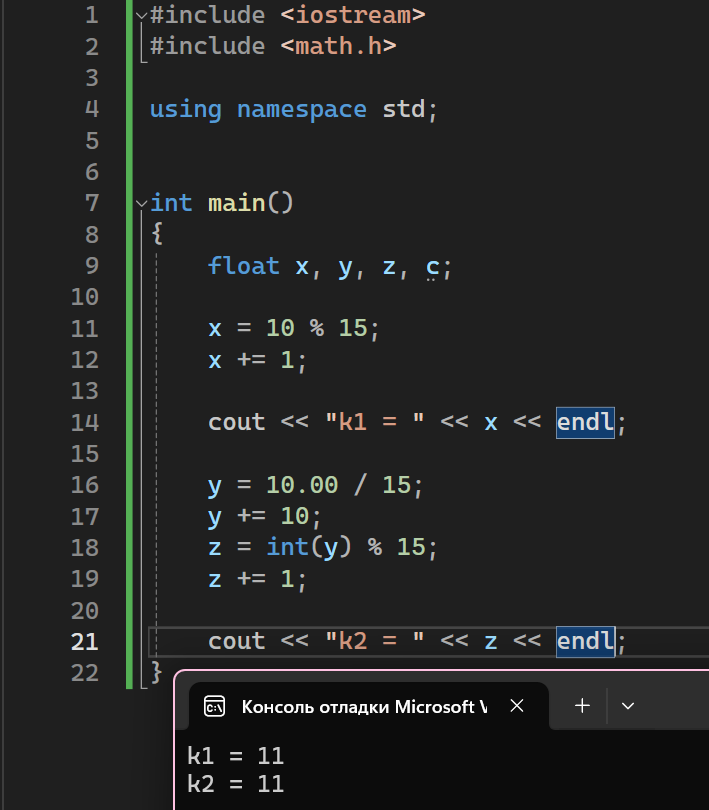 1 #include <iostream>
2 #include <math.h>
3
4 using namespace std;
5
6
7 int main()
8 {
9 float x, y, z, c;
10
11 x = 10 % 15;
12 x += 1;
13
14 cout << "k1 = " << x << endl;
15
16 y = 10.00 / 15;
17 y += 10;
18 z = int(y) % 15;
19 z += 1;
20
21 cout << "k2 = " << z << endl;
22 }
Консоль отладки Microsoft V
k1 = 11
k2 = 11